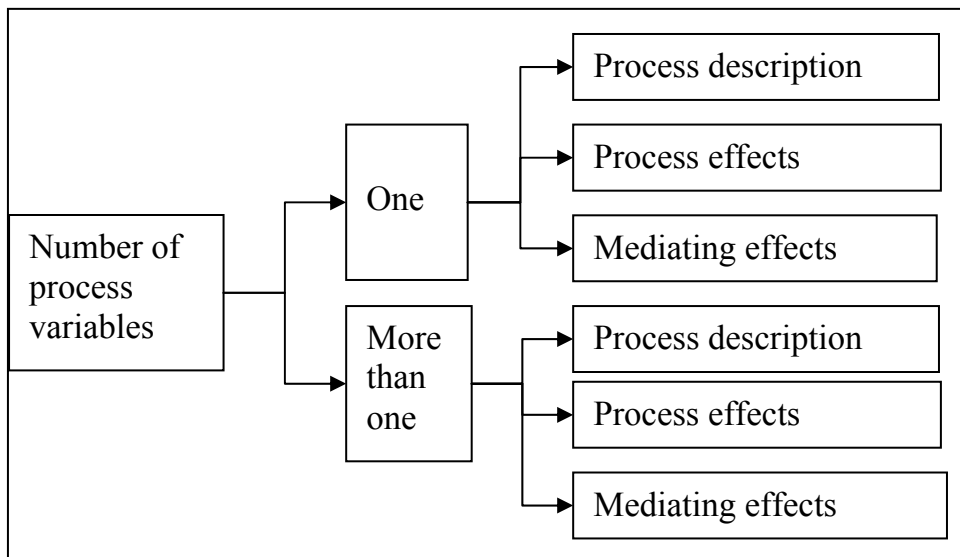 Number of
process
variables
One
Process description
Process effects
Mediating effects
More
than
one
Process description
Process effects
Mediating effects